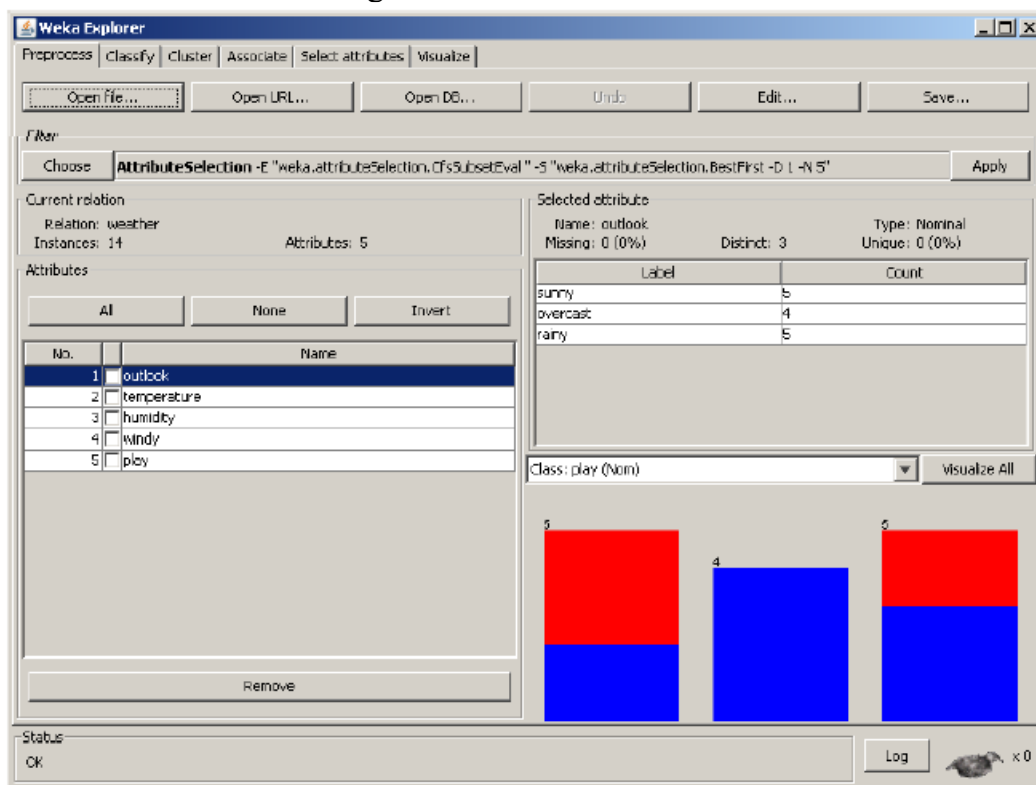 Weka Explorer
Preprocess Classify Cluster Associate Select attributes Visualize
Open file... Open URL... Open DB... Undo Edit... Save...
Filter
Choose AttributeSelection -E "weka.attributeSelection.CfsSubsetEval " -S "weka.attributeSelection.BestFirst -D 1 -N 5" Apply
Current relation
Relation: weather
Instances: 14 Attributes: 5
Selected attribute
Name: outlook Type: Nominal
Missing: 0 (0%) Distinct: 3 Unique: 0 (0%)
Attributes
All None Invert
No. Name
1 outlook
2 temperature
3 humidity
4 windy
5 play
Remove
Label Count
sunny 5
overcast 4
rainy 5
Class: play (Nom) Visualize All
5 4 5
Status
OK Log x 0